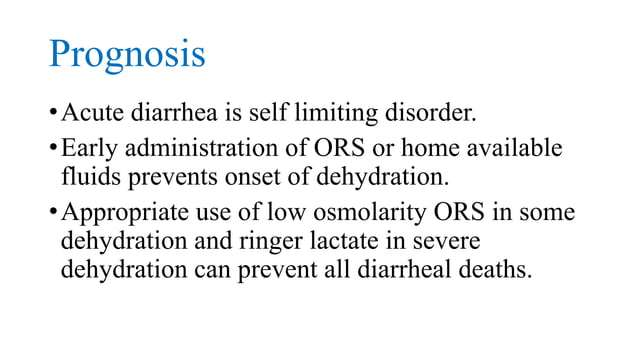 Prognosis
•Acute diarrhea is self limiting disorder.
•Early administration of ORS or home available
fluids prevents onset of dehydration.
•Appropriate use of low osmolarity ORS in some
dehydration and ringer lactate in severe
dehydration can prevent all diarrheal deaths.